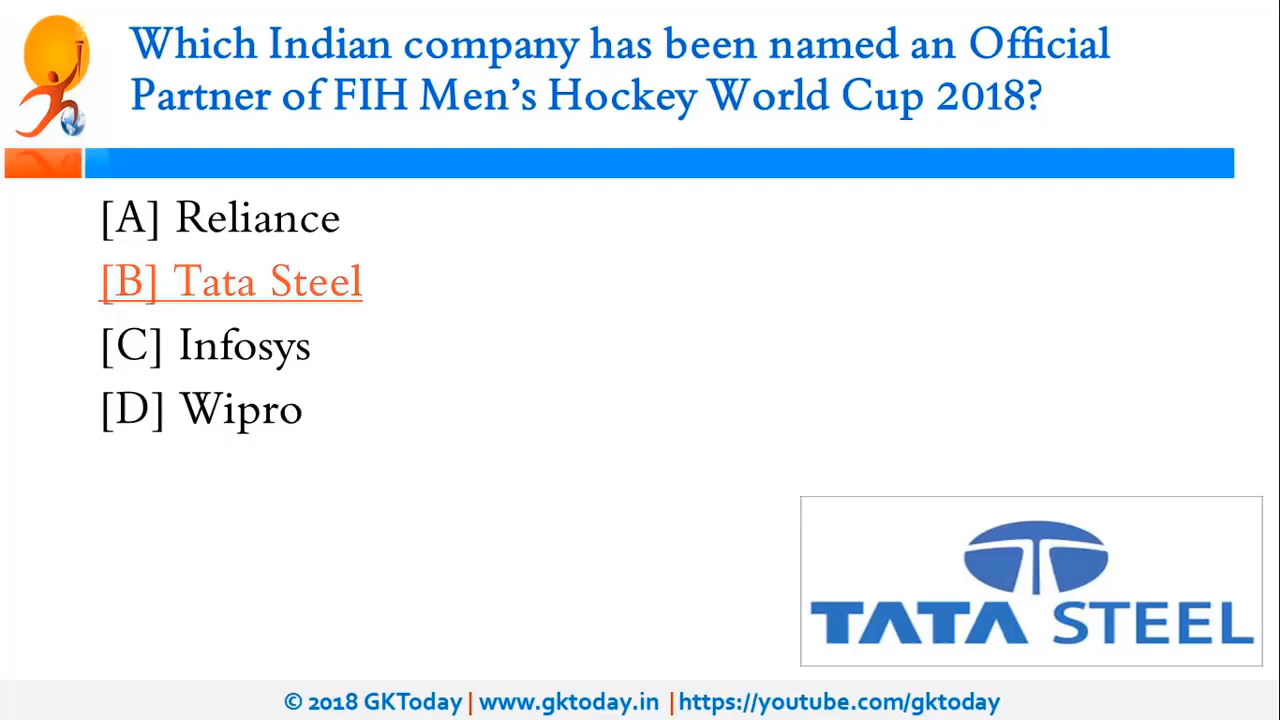 Which Indian company has been named an Official
Partner of FIH Men’s Hockey World Cup 2018?
[A] Reliance
[B] Tata Steel
[C] Infosys
[D] Wipro
TATA STEEL
© 2018 GKToday | www.gktoday.in | https://youtube.com/gktoday